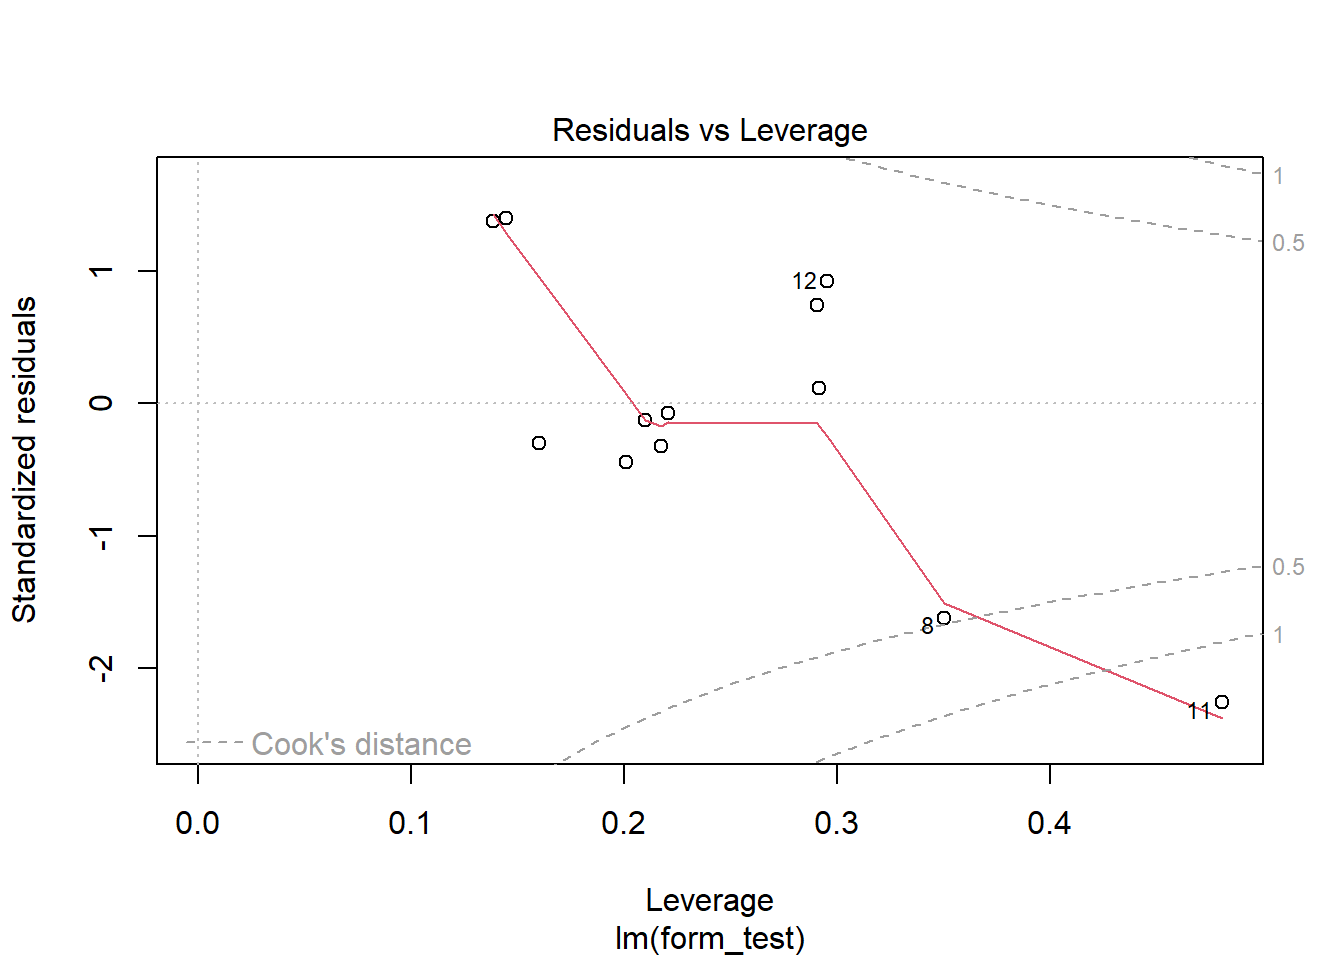 Residuals vs Leverage
Standardized residuals
1
0
-1
-2
12
8
11
1
0.5
0.5
1
Cook's distance
0.0 0.1 0.2 0.3 0.4
Leverage
lm(form_test)